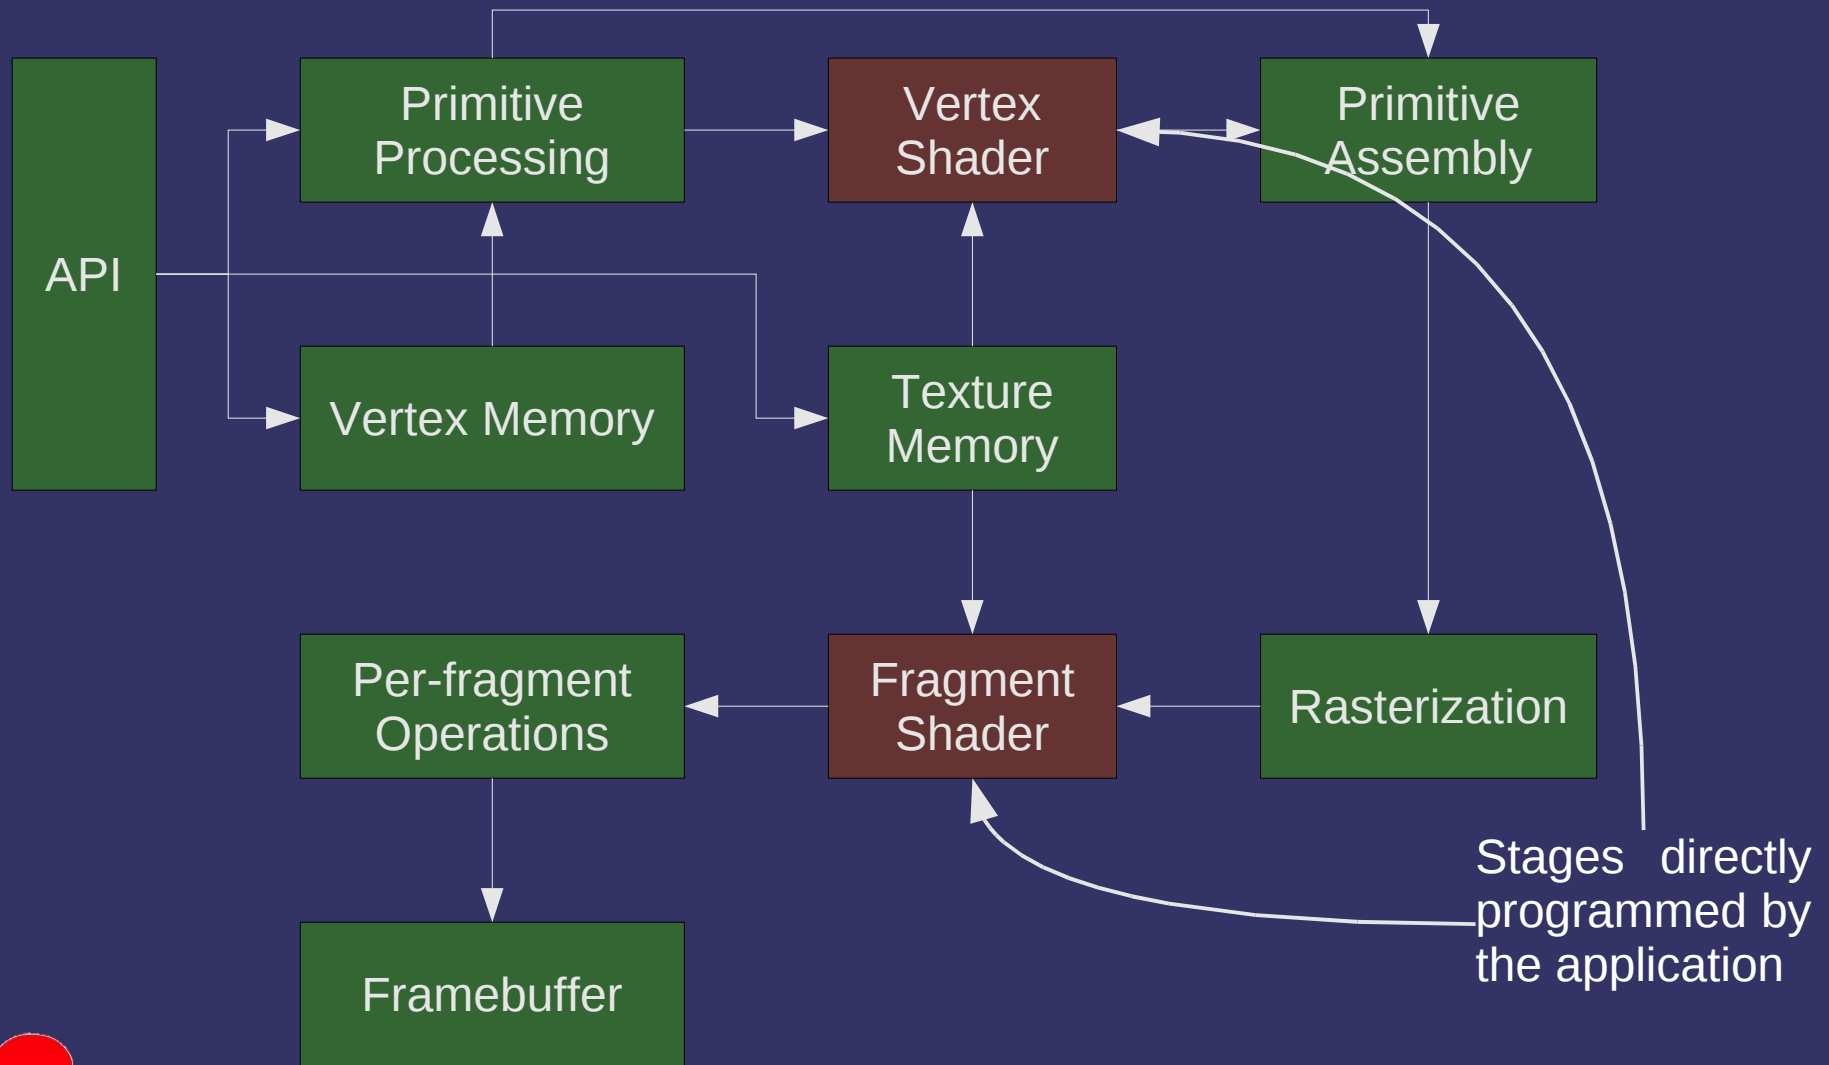 Primitive
Processing
Vertex
Shader
Primitive
Assembly
API
Vertex Memory
Texture
Memory
Per-fragment
Operations
Fragment
Shader
Rasterization
Stages directly
programmed by
the application
Framebuffer